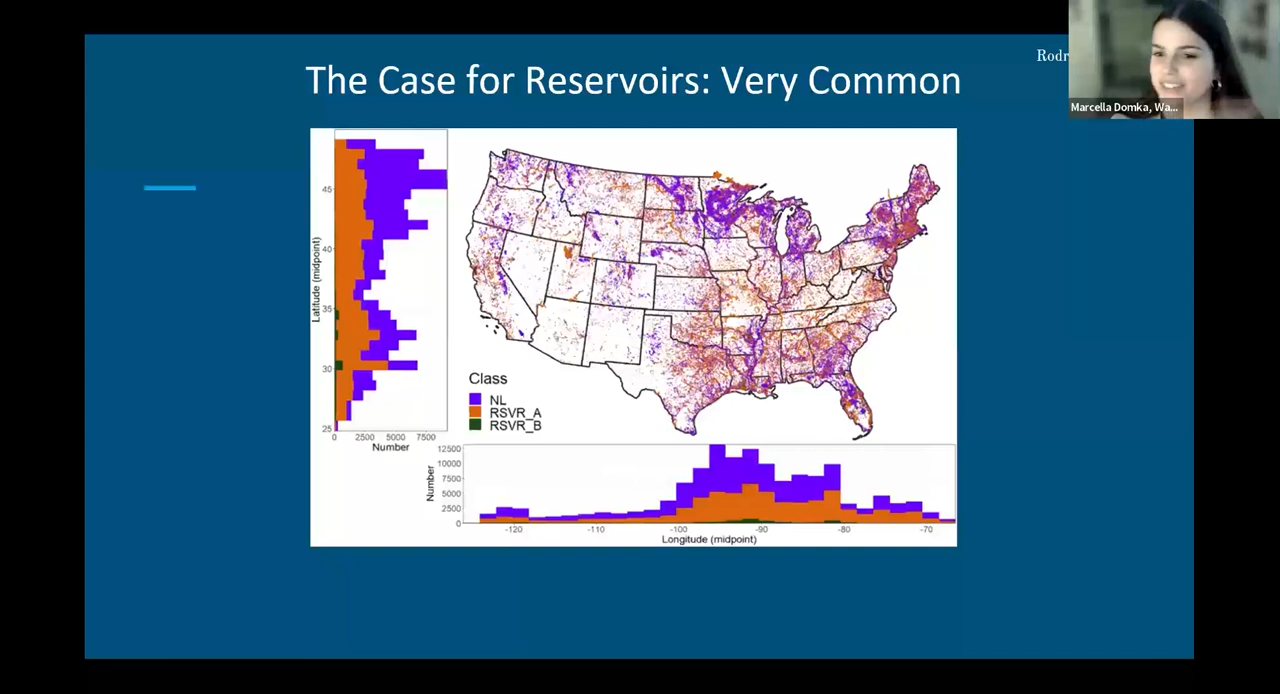 Rodr
The Case for Reservoirs: Very Common
Marcella Domka, Wa...
45
40
35
30
25
Latitude (midpoint)
0 2500 5000 7500
Number
Class
NL
RSVR_A
RSVR_B
12500
10000
7500
5000
2500
0
Number
-120 -110 -100 -90 -80 -70
Longitude (midpoint)